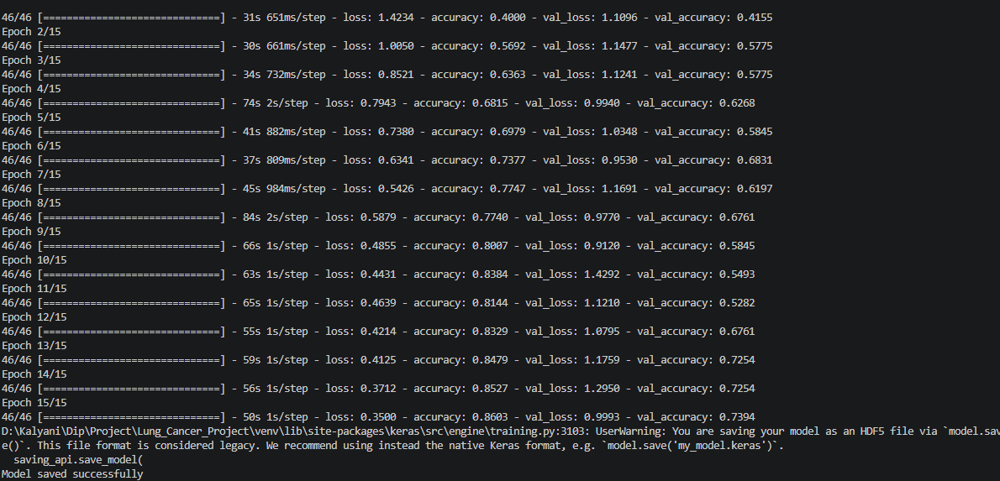 46/46 [==============================] - 31s 651ms/step - loss: 1.4234 - accuracy: 0.4000 - val_loss: 1.1096 - val_accuracy: 0.4155
Epoch 2/15
46/46 [==============================] - 30s 661ms/step - loss: 1.0050 - accuracy: 0.5692 - val_loss: 1.1477 - val_accuracy: 0.5775
Epoch 3/15
46/46 [==============================] - 34s 732ms/step - loss: 0.8521 - accuracy: 0.6363 - val_loss: 1.1241 - val_accuracy: 0.5775
Epoch 4/15
46/46 [==============================] - 74s 2s/step - loss: 0.7943 - accuracy: 0.6815 - val_loss: 0.9940 - val_accuracy: 0.6268
Epoch 5/15
46/46 [==============================] - 41s 882ms/step - loss: 0.7380 - accuracy: 0.6979 - val_loss: 1.0348 - val_accuracy: 0.5845
Epoch 6/15
46/46 [==============================] - 37s 809ms/step - loss: 0.6341 - accuracy: 0.7377 - val_loss: 0.9530 - val_accuracy: 0.6831
Epoch 7/15
46/46 [==============================] - 45s 984ms/step - loss: 0.5426 - accuracy: 0.7747 - val_loss: 1.1691 - val_accuracy: 0.6197
Epoch 8/15
46/46 [==============================] - 84s 2s/step - loss: 0.5879 - accuracy: 0.7740 - val_loss: 0.9770 - val_accuracy: 0.6761
Epoch 9/15
46/46 [==============================] - 66s 1s/step - loss: 0.4855 - accuracy: 0.8007 - val_loss: 0.9120 - val_accuracy: 0.5845
Epoch 10/15
46/46 [==============================] - 63s 1s/step - loss: 0.4431 - accuracy: 0.8384 - val_loss: 1.4292 - val_accuracy: 0.5493
Epoch 11/15
46/46 [==============================] - 65s 1s/step - loss: 0.4639 - accuracy: 0.8144 - val_loss: 1.1210 - val_accuracy: 0.5282
Epoch 12/15
46/46 [==============================] - 55s 1s/step - loss: 0.4214 - accuracy: 0.8329 - val_loss: 1.0795 - val_accuracy: 0.6761
Epoch 13/15
46/46 [==============================] - 59s 1s/step - loss: 0.4125 - accuracy: 0.8479 - val_loss: 1.1759 - val_accuracy: 0.7254
Epoch 14/15
46/46 [==============================] - 56s 1s/step - loss: 0.3712 - accuracy: 0.8527 - val_loss: 1.2950 - val_accuracy: 0.7254
Epoch 15/15
46/46 [==============================] - 50s 1s/step - loss: 0.3500 - accuracy: 0.8603 - val_loss: 0.9993 - val_accuracy: 0.7394
D:\Kalyani\Dip\Project\Lung_Cancer_Project\venv\lib\site-packages\keras\src\engine\training.py:3103: UserWarning: You are saving your model as an HDF5 file via `model.sav
e()`. This file format is considered legacy. We recommend using instead the native Keras format, e.g. `model.save('my_model.keras')`.
  saving_api.save_model(
Model saved successfully